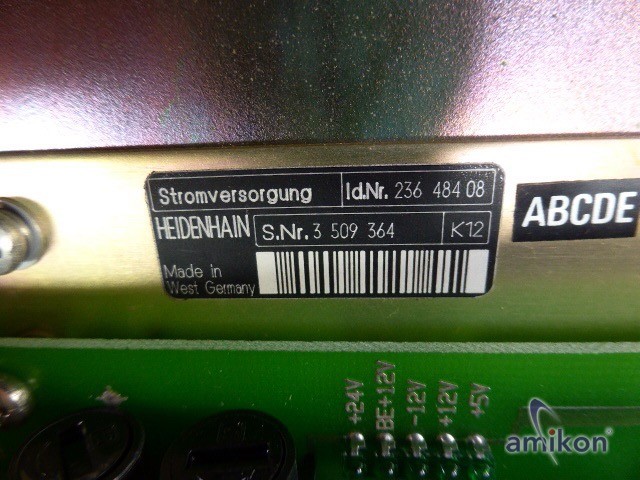 Stromversorgung Id.Nr. 236 484 08
HEIDENHAIN S.Nr. 3 509 364 K12
Made in
West Germany
ABCDE
+24V
BE+12V
-12V
+12V
+5V
amikon